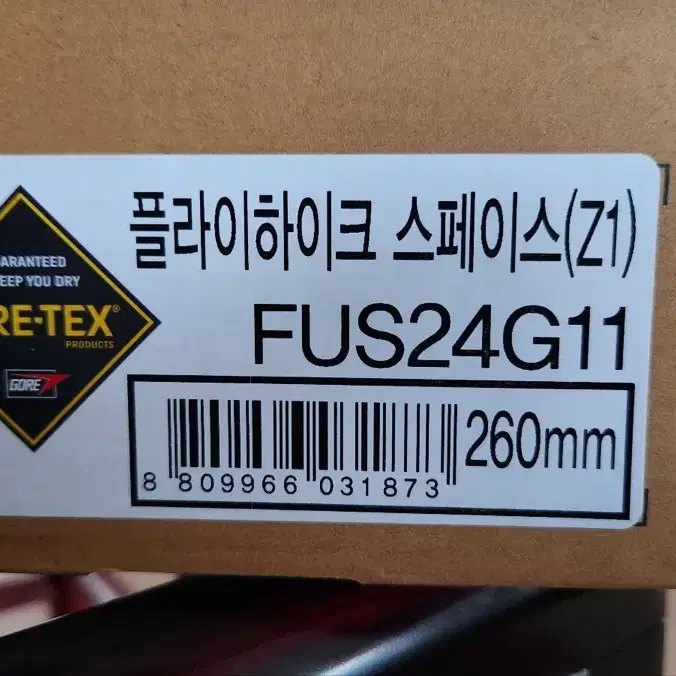 플라이하이크 스페이스(Z1)
FUS24G11
ARANTEED
EEP YOU DRY
RE-TEX®
PRODUCTS
GORE
260mm
8 809966 031873